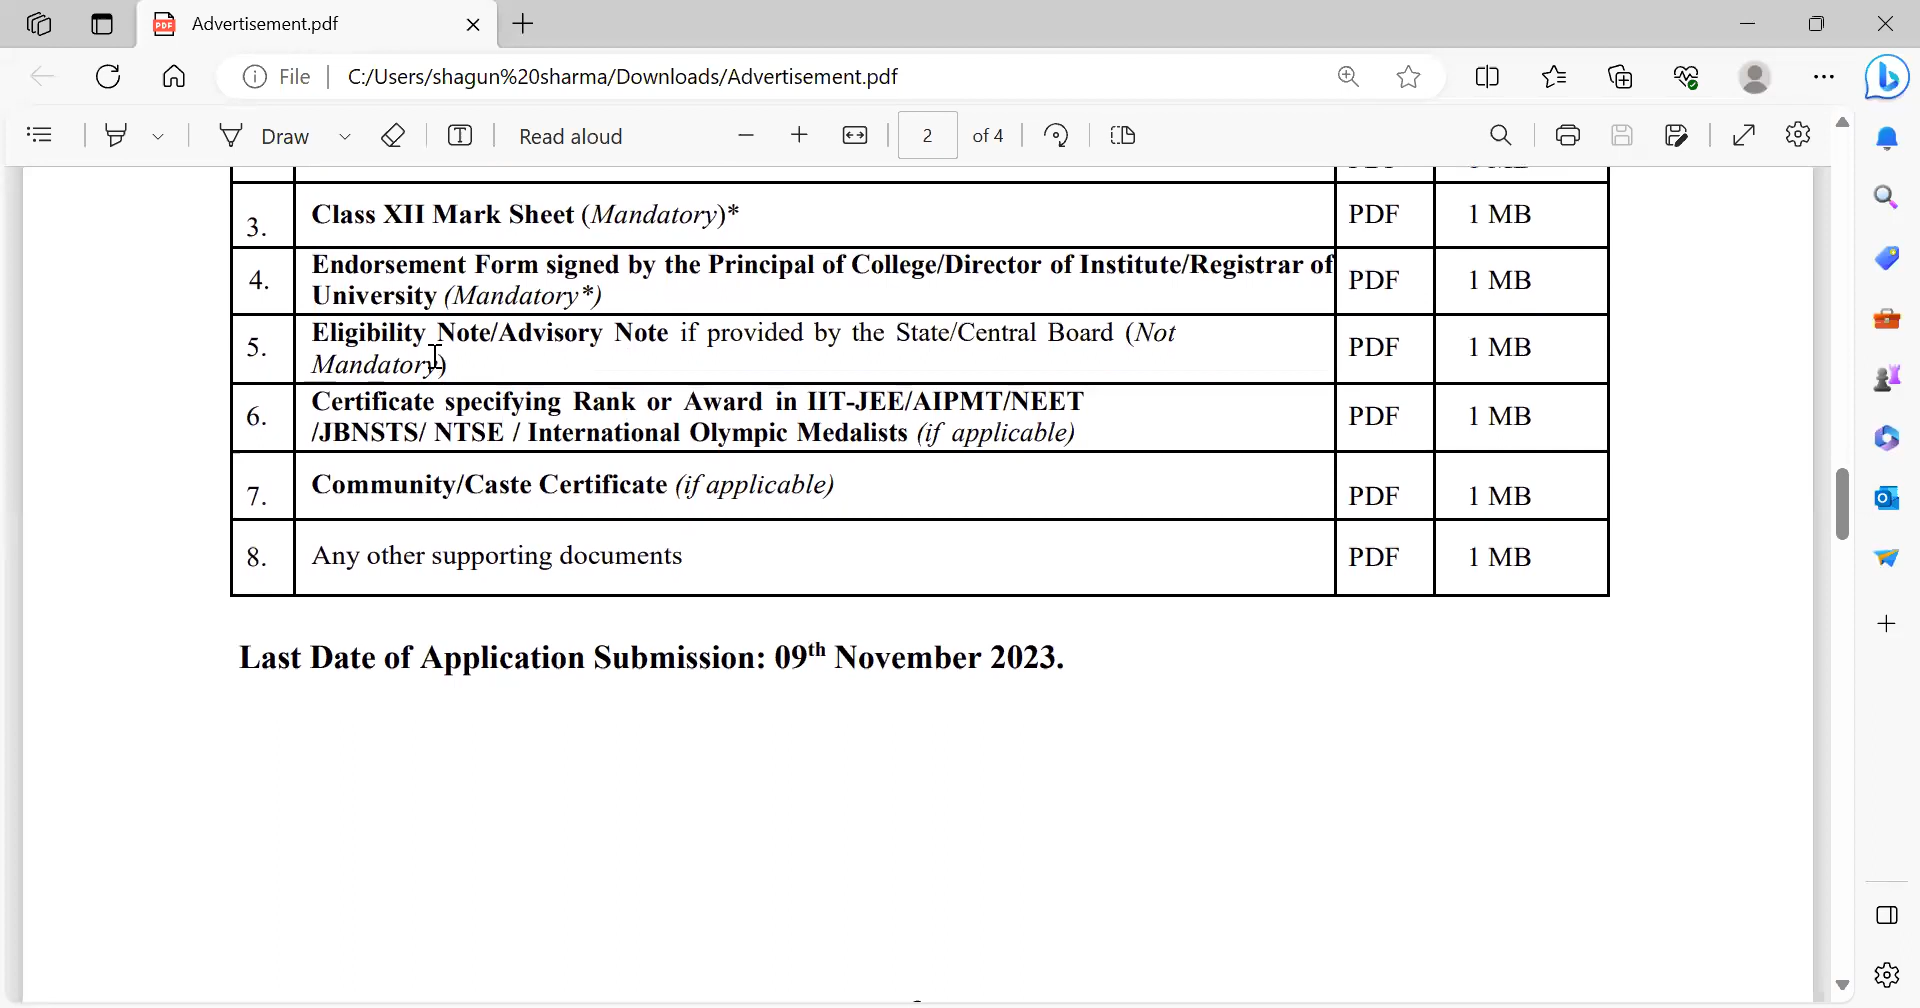 Advertisement.pdf
File
C:/Users/shagun%20sharma/Downloads/Advertisement.pdf
Draw
Read aloud
2
of 4
3.
Class XII Mark Sheet (Mandatory)*
PDF
1 MB
4.
Endorsement Form signed by the Principal of College/Director of Institute/Registrar of
University (Mandatory*)
PDF
1 MB
5.
Eligibility Note/Advisory Note if provided by the State/Central Board (Not
Mandatory)
PDF
1 MB
6.
Certificate specifying Rank or Award in IIT-JEE/AIPMT/NEET
/JBNSTS/ NTSE / International Olympic Medalists (if applicable)
PDF
1 MB
7.
Community/Caste Certificate (if applicable)
PDF
1 MB
8.
Any other supporting documents
PDF
1 MB
Last Date of Application Submission: 09th November 2023.